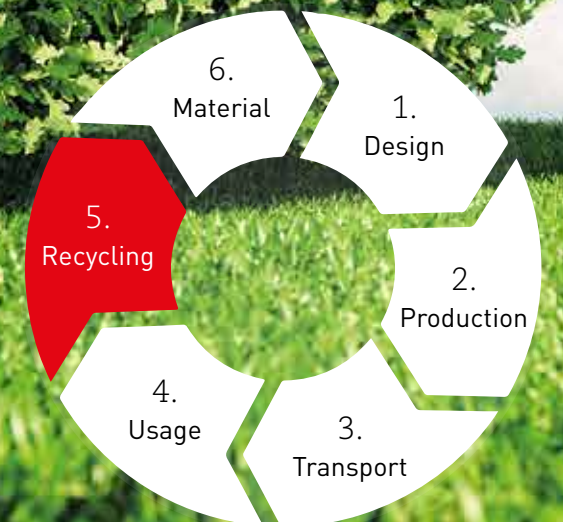 1.
Design
2.
Production
3.
Transport
4.
Usage
5.
Recycling
6.
Material